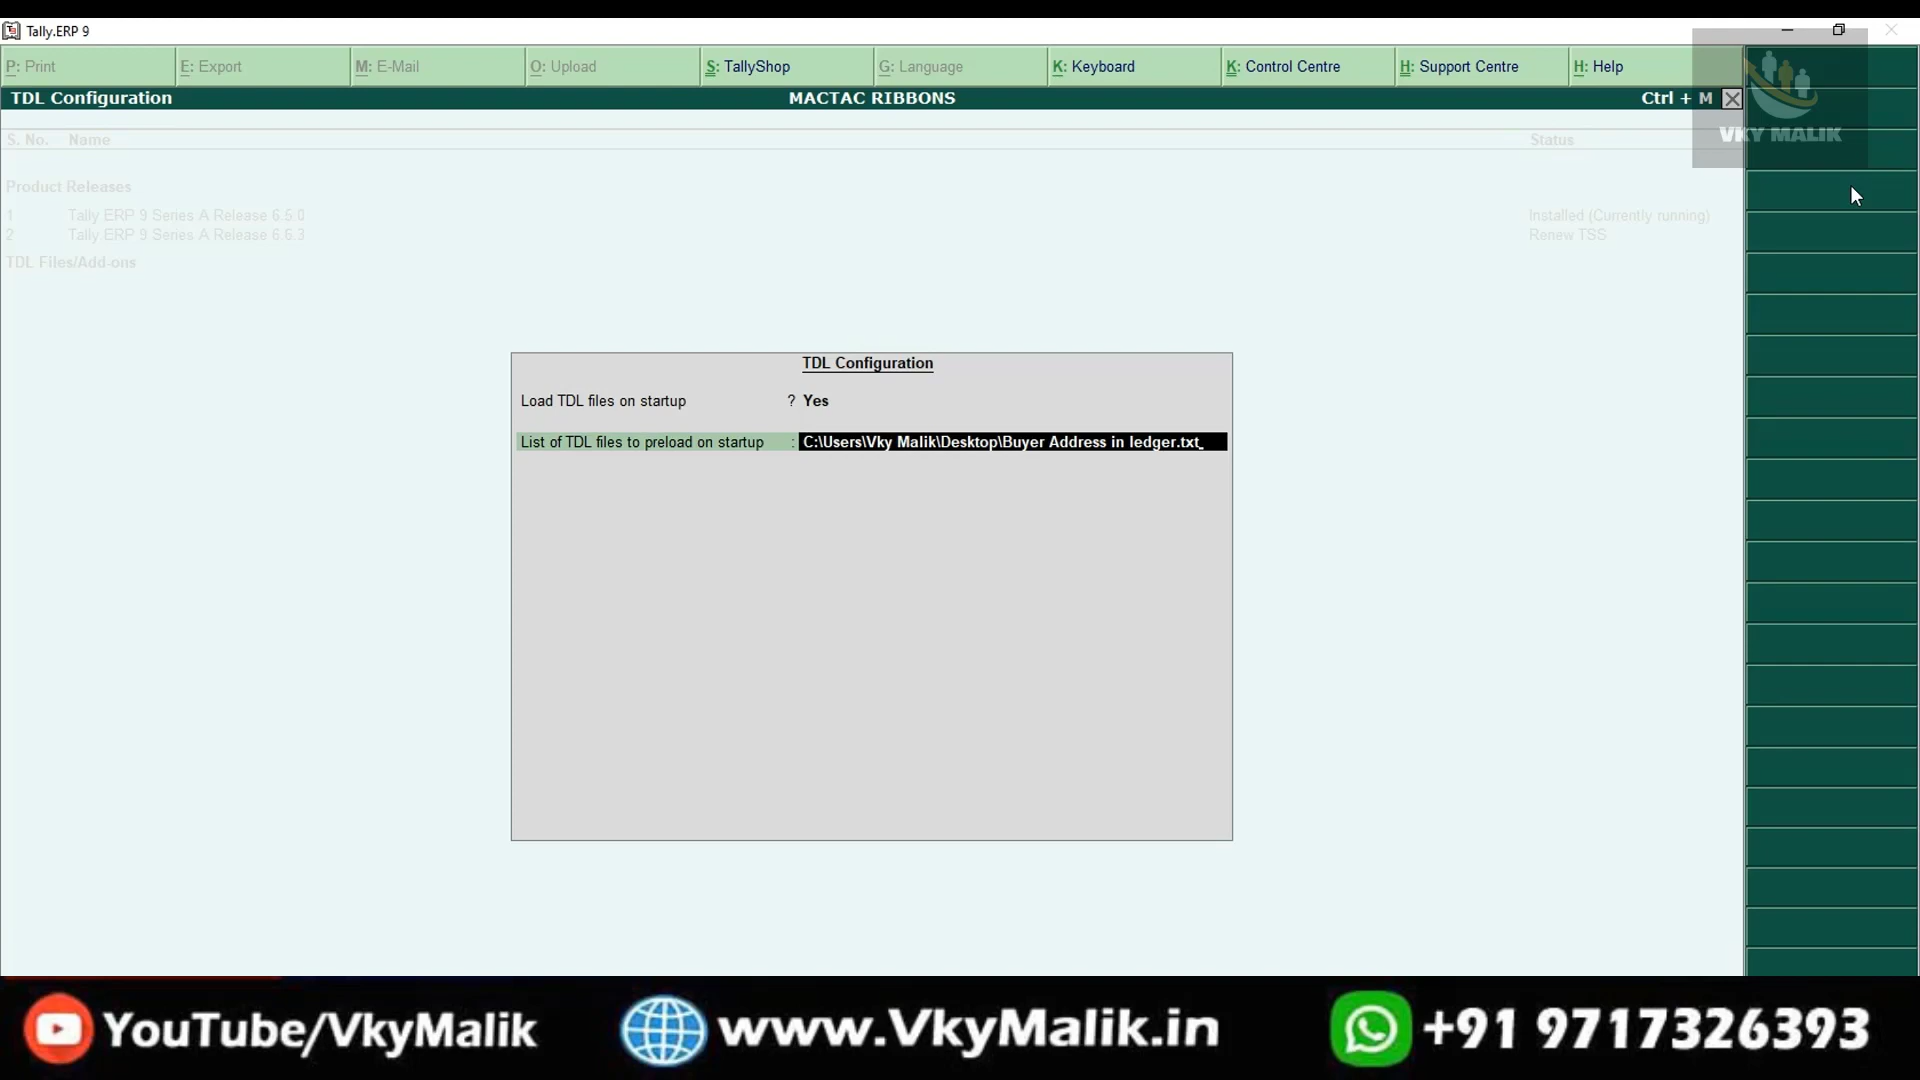 Tally.ERP 9
P: Print E: Export M: E-Mail O: Upload S: TallyShop G: Language K: Keyboard K: Control Centre H: Support Centre H: Help
TDL Configuration MACTAC RIBBONS Ctrl + M
VKY MALIK
S. No. Name Status
Product Releases
1 Tally ERP 9 Series A Release 6.5.0 Installed (Currently running)
2 Tally ERP 9 Series A Release 6.6.3 Renew TSS
TDL Files/Add-ons
TDL Configuration
Load TDL files on startup ? Yes
List of TDL files to preload on startup : C:\Users\Vky Malik\Desktop\Buyer Address in ledger.txt_
YouTube/VkyMalik www.VkyMalik.in +91 9717326393